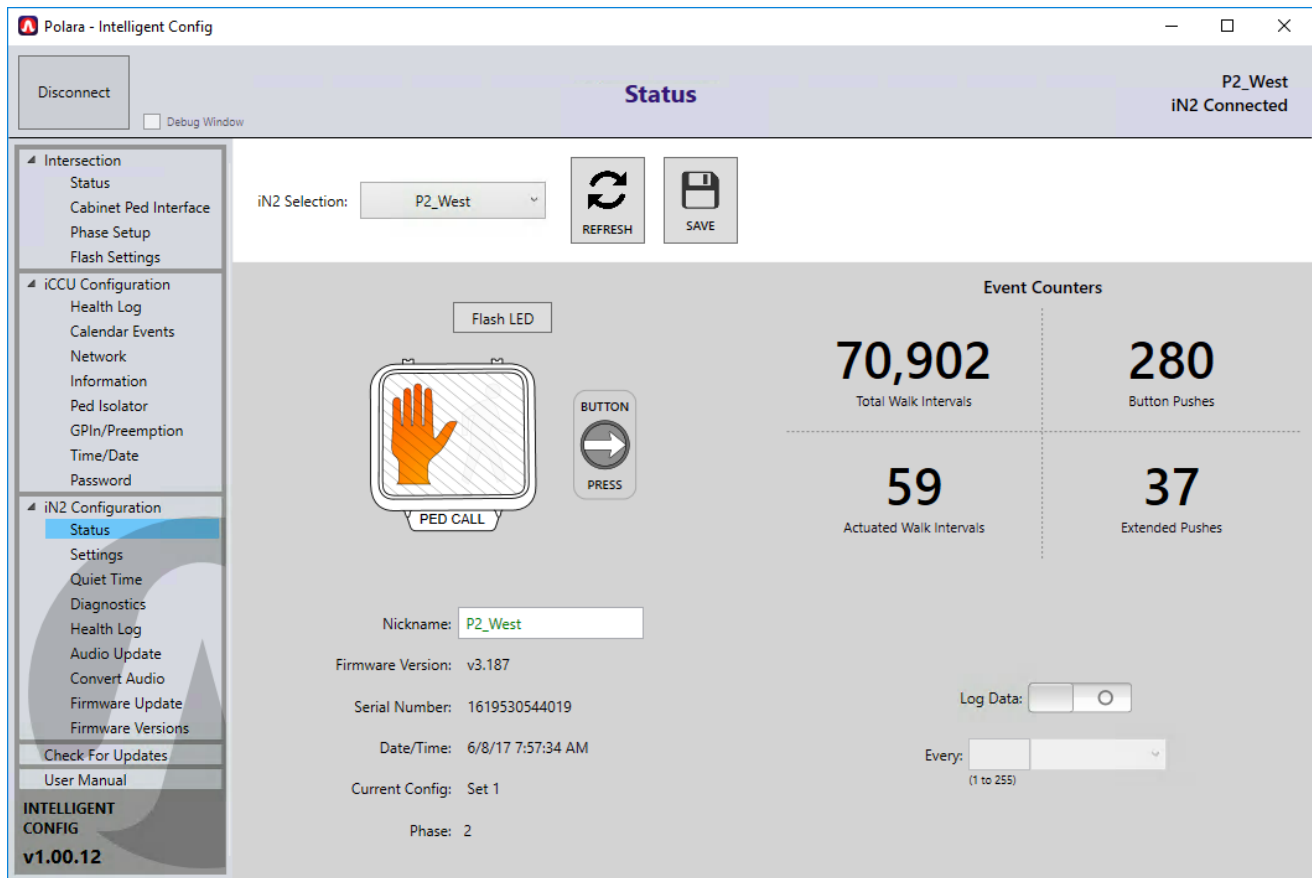 Polara - Intelligent Config
Disconnect
Debug Window
Status
P2_West
iN2 Connected
Intersection
Status
Cabinet Ped Interface
Phase Setup
Flash Settings
iCCU Configuration
Health Log
Calendar Events
Network
Information
Ped Isolator
GPIn/Preemption
Time/Date
Password
iN2 Configuration
Status
Settings
Quiet Time
Diagnostics
Health Log
Audio Update
Convert Audio
Firmware Update
Firmware Versions
Check For Updates
User Manual
INTELLIGENT
CONFIG
v1.00.12
iN2 Selection: P2_West
REFRESH
SAVE
Flash LED
BUTTON
PRESS
PED CALL
Event Counters
70,902
Total Walk Intervals
280
Button Pushes
59
Actuated Walk Intervals
37
Extended Pushes
Nickname: P2_West
Firmware Version: v3.187
Serial Number: 1619530544019
Date/Time: 6/8/17 7:57:34 AM
Current Config: Set 1
Phase: 2
Log Data:
Every:
(1 to 255)